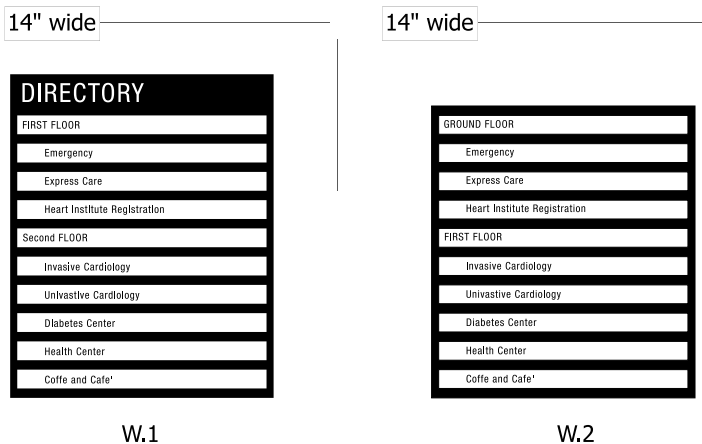 14" wide
DIRECTORY
FIRST FLOOR
Emergency
Express Care
Heart Institute Registration
Second FLOOR
Invasive Cardiology
Univastive Cardiology
Diabetes Center
Health Center
Coffe and Cafe'
W.1
14" wide
GROUND FLOOR
Emergency
Express Care
Heart Institute Registration
FIRST FLOOR
Invasive Cardiology
Univastive Cardiology
Diabetes Center
Health Center
Coffe and Cafe'
W.2